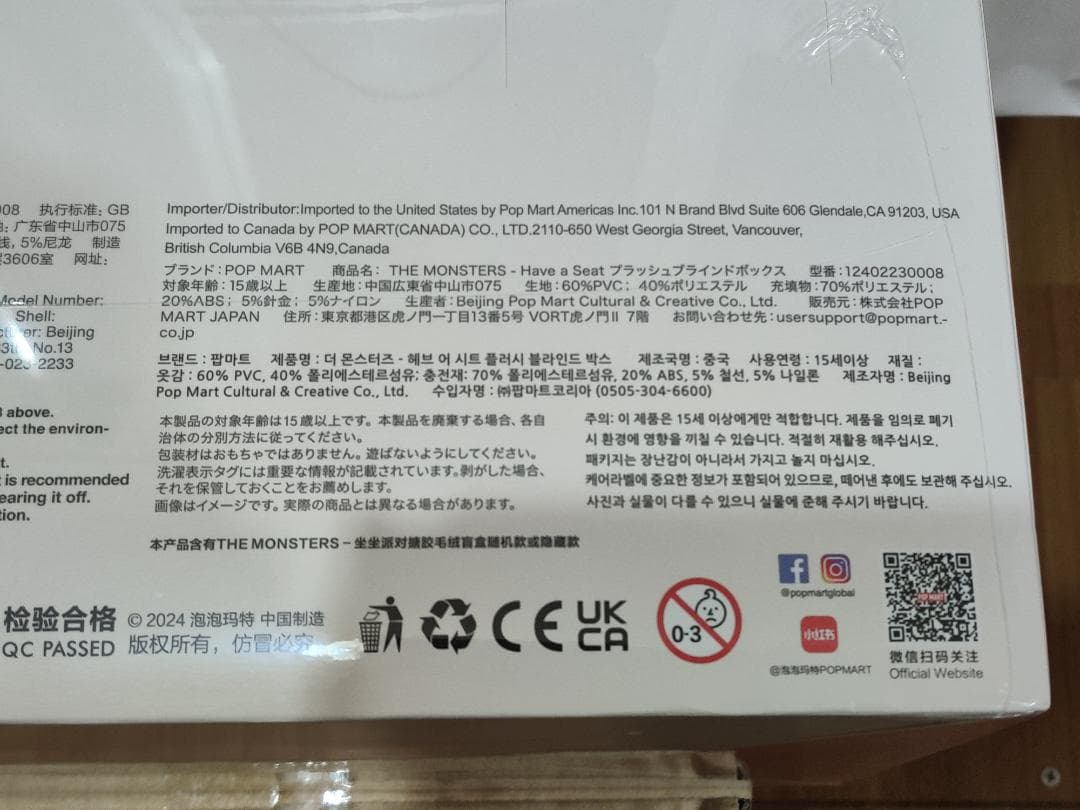 08 执行标准: GB
广东省中山市075
线, 5%尼龙 制造
3606室 网址:
Model Number:
Shell:
Beijing
No.13
-2233
above.
ect the environ-
t.
t is recommended
earing it off.
tion.
Importer/Distributor:Imported to the United States by Pop Mart Americas Inc.101 N Brand Blvd Suite 606 Glendale,CA 91203, USA
Imported to Canada by POP MART(CANADA) CO., LTD.2110-650 West Georgia Street, Vancouver,
British Columbia V6B 4N9,Canada
ブランド:POP MART 商品名: THE MONSTERS - Have a Seat プラッシュブラインドボックス 型番:12402230008
対象年齢:15歳以上 生産地:中国広東省中山市075 生地:60%PVC; 40%ポリエステル 充填物:70%ポリエステル;
20%ABS; 5%針金; 5%ナイロン 生産者:Beijing Pop Mart Cultural & Creative Co., Ltd. 販売元:株式会社POP
MART JAPAN 住所:東京都港区虎ノ門一丁目13番5号 VORT虎ノ門Ⅱ 7階 お問い合わせ先:usersupport@popmart.-
co.jp
브랜드 : 팝마트 제품명 : 더 몬스터즈 - 헤브 어 시트 플러시 블라인드 박스 제조국명 : 중국 사용연령 : 15세이상 재질 :
옷감 : 60% PVC, 40% 폴리에스테르섬유; 충전재: 70% 폴리에스테르섬유, 20% ABS, 5% 철선, 5% 나일론 제조자명 : Beijing
Pop Mart Cultural & Creative Co., Ltd. 수입자명 : ㈜팝마트코리아 (0505-304-6600)
本製品の対象年齢は15歳以上です。本製品を廃棄する場合、各自
治体の分別方法に従ってください。
包装材はおもちゃではありません。遊ばないようにしてください。
洗濯表示タグには重要な情報が記載されています。剥がした場合、
それを保管しておくことをお薦めします。
画像はイメージです。実際の商品とは異なる場合があります。
주의: 이 제품은 15세 이상에게만 적합합니다. 제품을 임의로 폐기
시 환경에 영향을 끼칠 수 있습니다. 적절히 재활용 해주십시오.
패키지는 장난감이 아니라서 가지고 놀지 마십시오.
케어라벨에 중요한 정보가 포함되어 있으므로, 떼어낸 후에도 보관해 주십시오.
사진과 실물이 다를 수 있으니 실물에 준해 주시기 바랍니다.
本产品含有THE MONSTERS – 坐坐派对搪胶毛绒盲盒随机款或隐藏款
检验合格
QC PASSED
© 2024 泡泡玛特 中国制造
版权所有, 仿冒必究
CE
UK
CA
0-3
@popmartglobal
小红书
@泡泡玛特POPMART
POP MART
微信扫码关注
Official Website